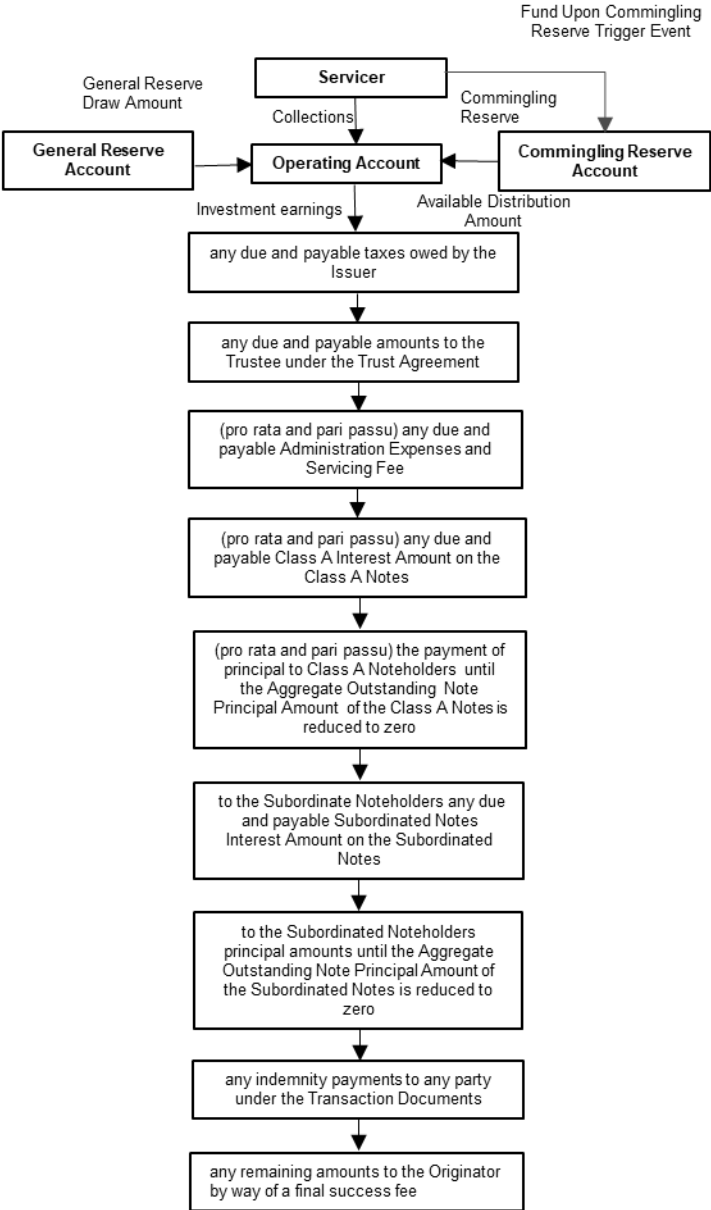 Fund Upon Commingling
Reserve Trigger Event
Servicer
General Reserve
Draw Amount
Collections
Commingling
Reserve
General Reserve
Account
Operating Account
Commingling Reserve
Account
Investment earnings
Available Distribution
Amount
any due and payable taxes owed by the
Issuer
any due and payable amounts to the
Trustee under the Trust Agreement
(pro rata and pari passu) any due and
payable Administration Expenses and
Servicing Fee
(pro rata and pari passu) any due and
payable Class A Interest Amount on the
Class A Notes
(pro rata and pari passu) the payment of
principal to Class A Noteholders until
the Aggregate Outstanding Note
Principal Amount of the Class A Notes is
reduced to zero
to the Subordinate Noteholders any due
and payable Subordinated Notes
Interest Amount on the Subordinated
Notes
to the Subordinated Noteholders
principal amounts until the Aggregate
Outstanding Note Principal Amount of
the Subordinated Notes is reduced to
zero
any indemnity payments to any party
under the Transaction Documents
any remaining amounts to the Originator
by way of a final success fee